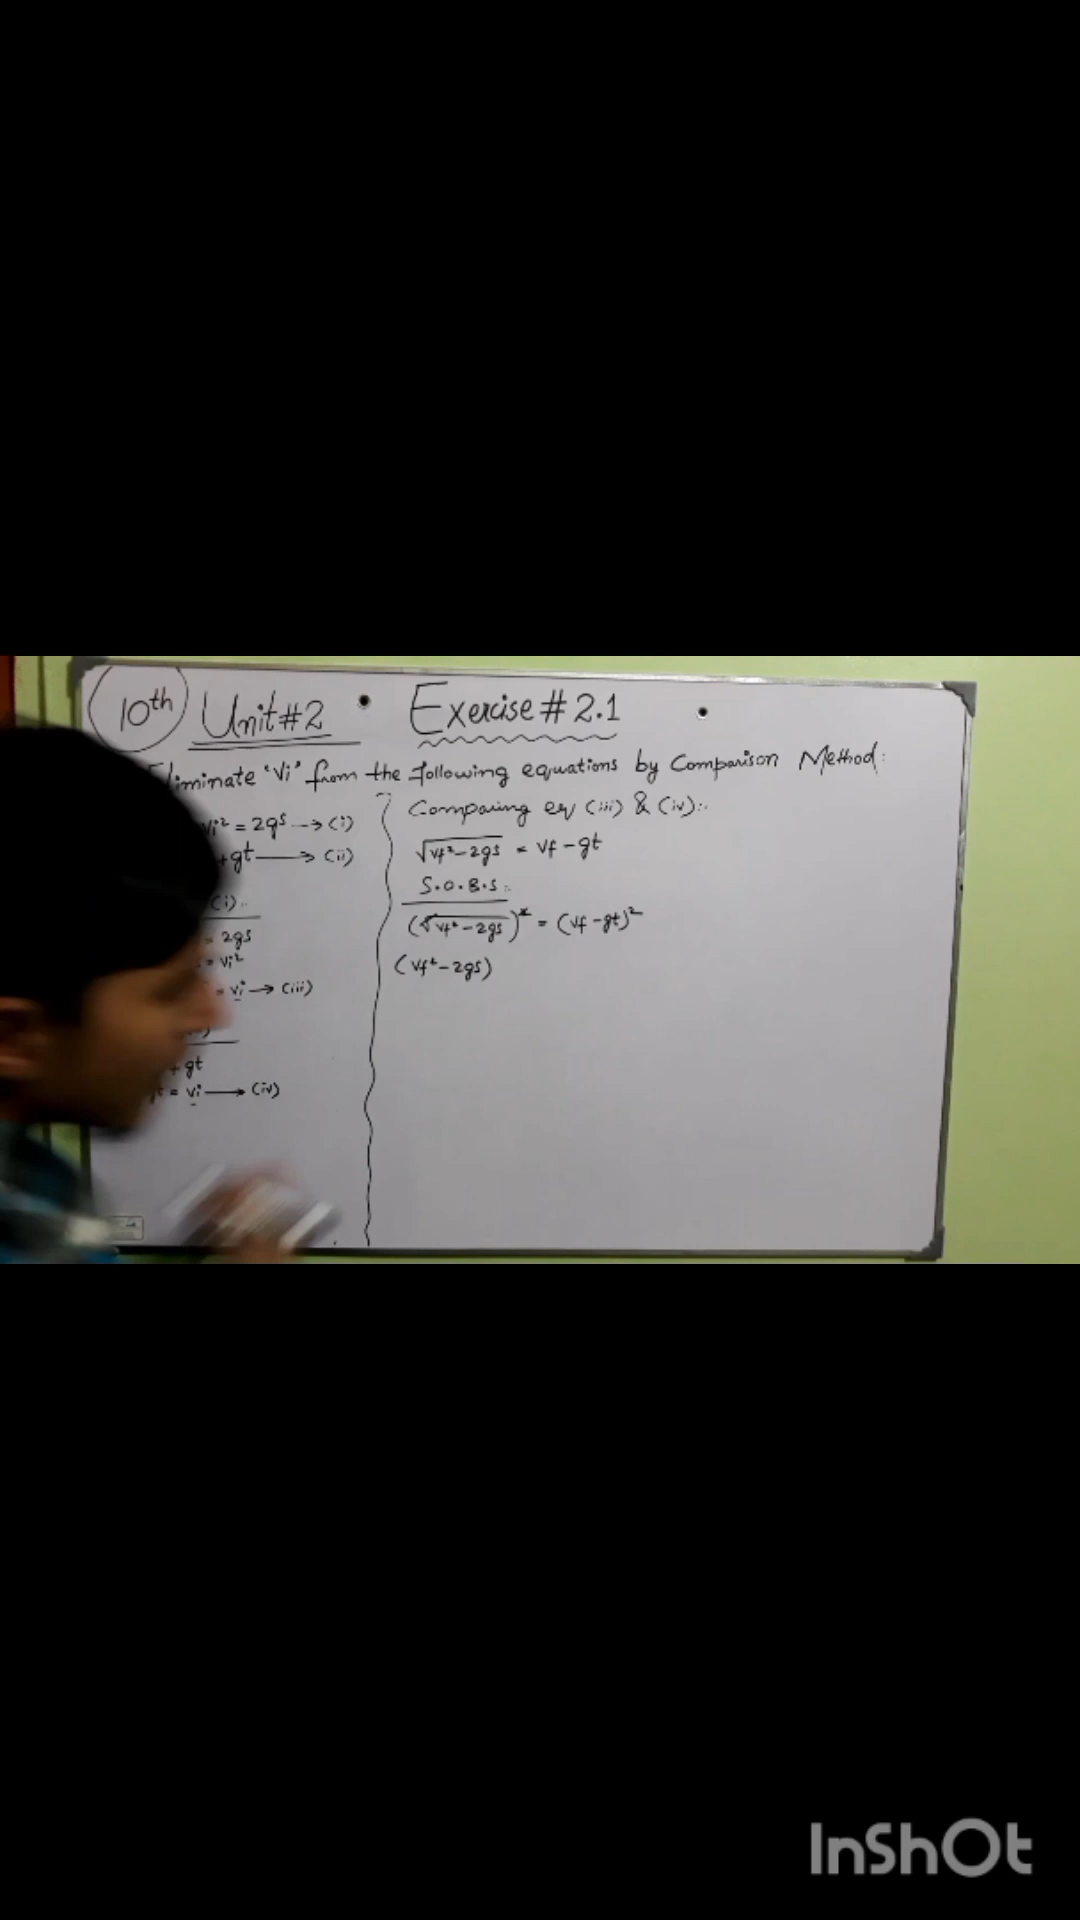 10th Unit#2 Exercise # 2.1
Eliminate 'Vi' from the following equations by Comparison Method:
Vi² = 2gs → (i)
+gt → (ii)
(i):
= 2gs
= Vi²
= vi → (iii)
+ gt
= vi → (iv)
Comparing eq (iii) & (iv):
√vf²-2gs = vf - gt
S.O.B.S:
(√vf²-2gs)² = (vf - gt)²
(vf²-2gs)
InShOt